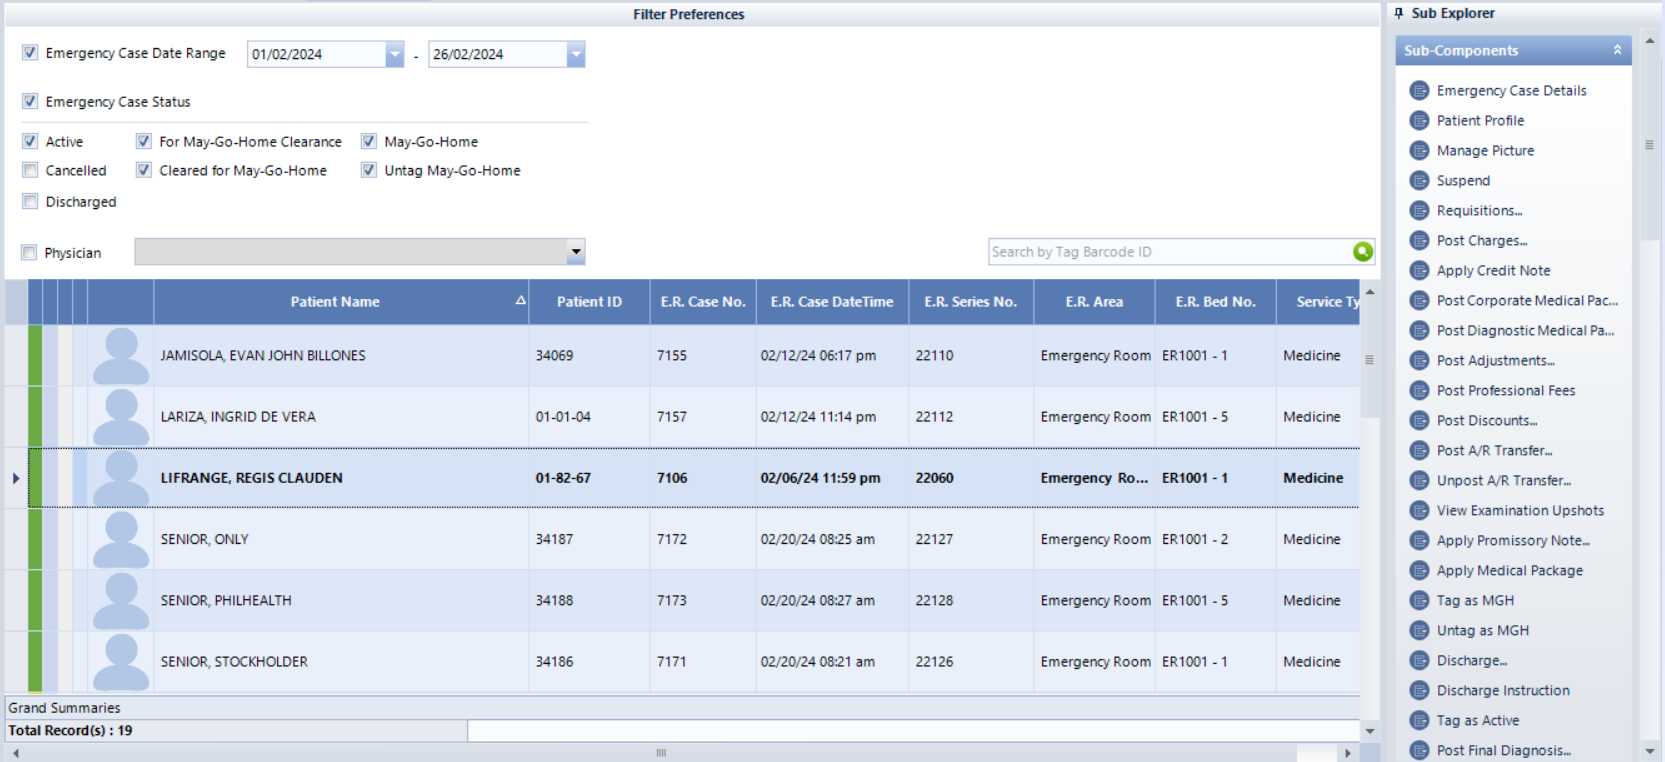 Filter Preferences
Emergency Case Date Range 01/02/2024 - 26/02/2024
Emergency Case Status
Active For May-Go-Home Clearance May-Go-Home
Cancelled Cleared for May-Go-Home Untag May-Go-Home
Discharged
Physician Search by Tag Barcode ID
Patient Name Patient ID E.R. Case No. E.R. Case DateTime E.R. Series No. E.R. Area E.R. Bed No. Service Ty
JAMISOLA, EVAN JOHN BILLONES 34069 7155 02/12/24 06:17 pm 22110 Emergency Room ER1001 - 1 Medicine
LARIZA, INGRID DE VERA 01-01-04 7157 02/12/24 11:14 pm 22112 Emergency Room ER1001 - 5 Medicine
LIFRANGE, REGIS CLAUDEN 01-82-67 7106 02/06/24 11:59 pm 22060 Emergency Ro... ER1001 - 1 Medicine
SENIOR, ONLY 34187 7172 02/20/24 08:25 am 22127 Emergency Room ER1001 - 2 Medicine
SENIOR, PHILHEALTH 34188 7173 02/20/24 08:27 am 22128 Emergency Room ER1001 - 5 Medicine
SENIOR, STOCKHOLDER 34186 7171 02/20/24 08:21 am 22126 Emergency Room ER1001 - 1 Medicine
Grand Summaries
Total Record(s) : 19
Sub Explorer
Sub-Components
Emergency Case Details
Patient Profile
Manage Picture
Suspend
Requisitions...
Post Charges...
Apply Credit Note
Post Corporate Medical Pac...
Post Diagnostic Medical Pa...
Post Adjustments...
Post Professional Fees
Post Discounts...
Post A/R Transfer...
Unpost A/R Transfer...
View Examination Upshots
Apply Promissory Note...
Apply Medical Package
Tag as MGH
Untag as MGH
Discharge...
Discharge Instruction
Tag as Active
Post Final Diagnosis...